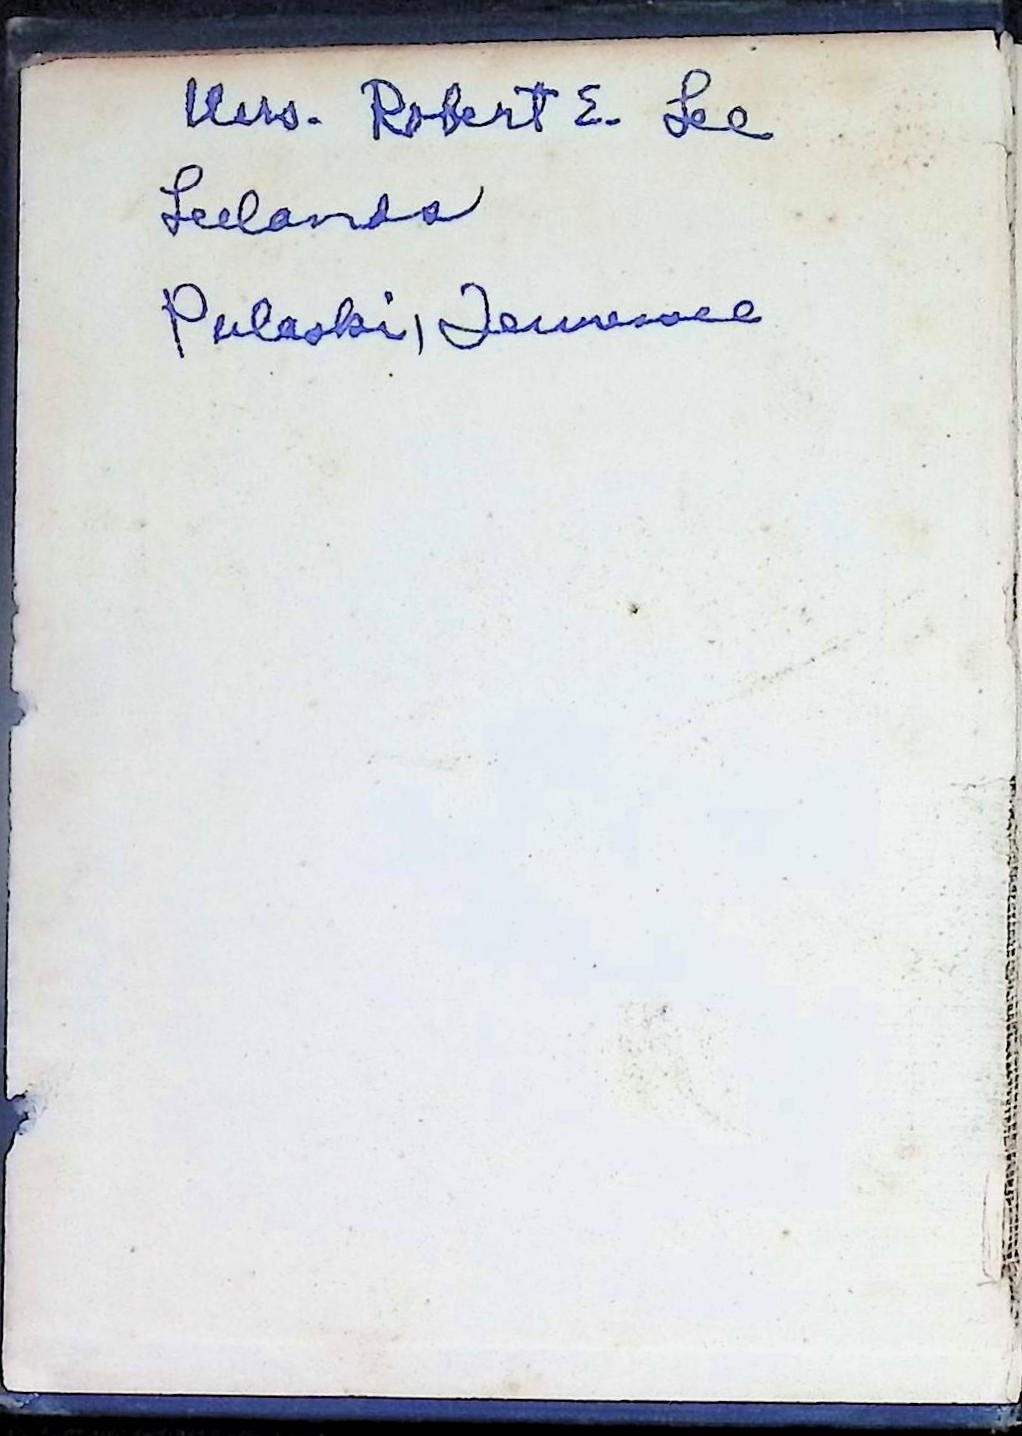 Mrs. Robert E. Lee
Leelands
Pulaski, Tennessee